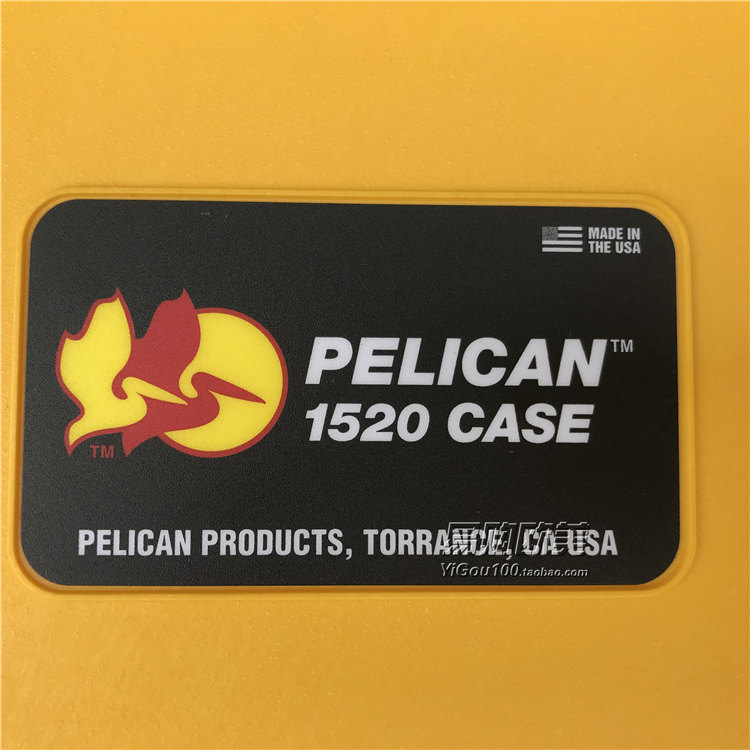 MADE IN
THE USA
PELICAN™
1520 CASE
TM
PELICAN PRODUCTS, TORRANCE, CA USA
YiGou100.taobao.com